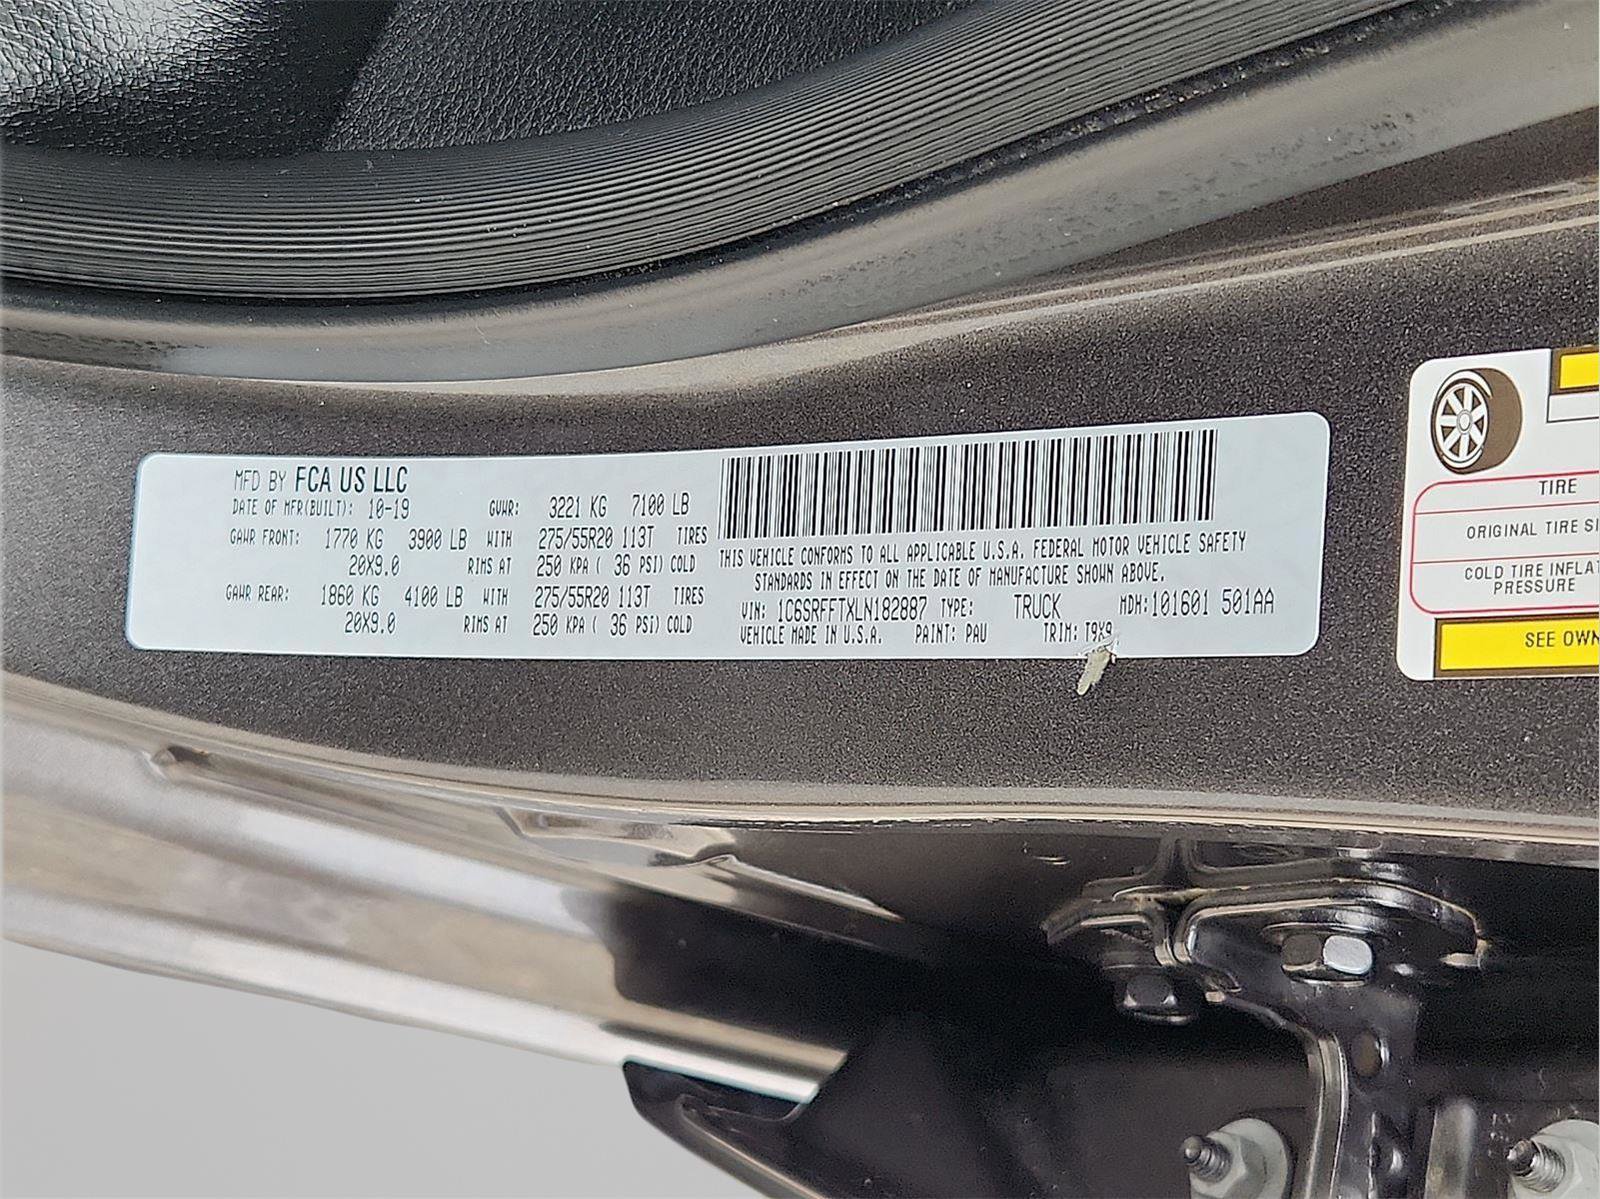 MFD BY FCA US LLC
DATE OF MFR(BUILT): 10-19 GVWR: 3221 KG 7100 LB
GAWR FRONT: 1770 KG 3900 LB WITH 275/55R20 113T TIRES
20X9.0 RIMS AT 250 KPA ( 36 PSI) COLD
GAWR REAR: 1860 KG 4100 LB WITH 275/55R20 113T TIRES
20X9.0 RIMS AT 250 KPA ( 36 PSI) COLD
THIS VEHICLE CONFORMS TO ALL APPLICABLE U.S.A. FEDERAL MOTOR VEHICLE SAFETY
STANDARDS IN EFFECT ON THE DATE OF MANUFACTURE SHOWN ABOVE.
VIN: 1C6SRFFTXLN182887 TYPE: TRUCK MDH:101601 501AA
VEHICLE MADE IN U.S.A. PAINT: PAU TRIM: T9X9
TIRE
ORIGINAL TIRE SI
COLD TIRE INFLAT
PRESSURE
SEE OWN